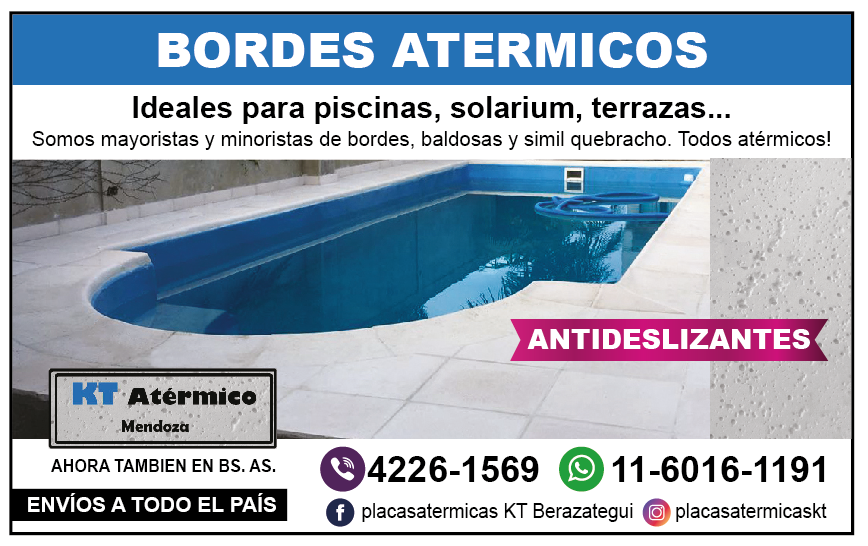 BORDES ATERMICOS
Ideales para piscinas, solarium, terrazas...
Somos mayoristas y minoristas de bordes, baldosas y simil quebracho. Todos atérmicos!
ANTIDESLIZANTES
KT Atérmico
Mendoza
AHORA TAMBIEN EN BS. AS.
ENVÍOS A TODO EL PAÍS
4226-1569
11-6016-1191
placasatermicas KT Berazategui
placasatermicaskt